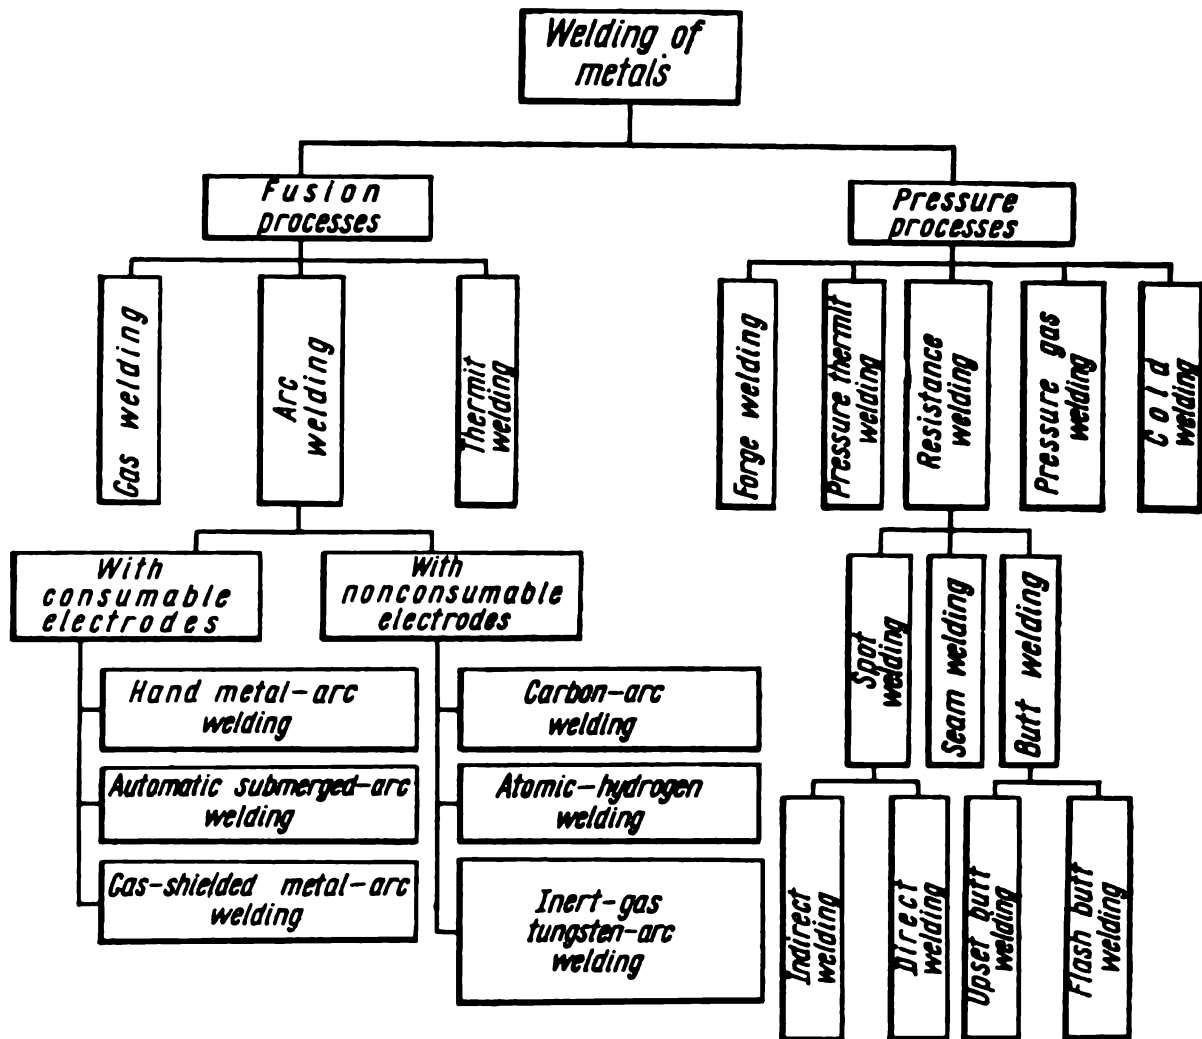 Welding of
metals
Fusion
processes
Pressure
processes
Gas welding
Arc
welding
Thermit
welding
Forge welding
Pressure thermit
welding
Resistance
welding
Pressure gas
welding
Cold
welding
With
consumable
electrodes
With
nonconsumable
electrodes
Spot
welding
Seam welding
Butt welding
Hand metal-arc
welding
Carbon-arc
welding
Automatic submerged-arc
welding
Atomic-hydrogen
welding
Gas-shielded metal-arc
welding
Inert-gas
tungsten-arc
welding
Indirect
welding
Direct
welding
Upset butt
welding
Flash butt
welding